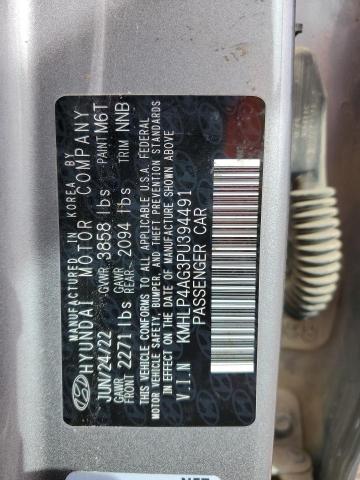 MANUFACTURED IN KOREA BY
HYUNDAI MOTOR COMPANY
JUN/24/22 GVWR 3858 lbs PAINT M6T
GAWR FRONT 2271 lbs GAWR REAR 2094 lbs TRIM NNB
THIS VEHICLE CONFORMS TO ALL APPLICABLE U.S.A. FEDERAL
MOTOR VEHICLE SAFETY, BUMPER, AND THEFT PREVENTION STANDARDS
IN EFFECT ON THE DATE OF MANUFACTURE SHOWN ABOVE.
V.I.N KMHLP4AG3PU394491
PASSENGER CAR